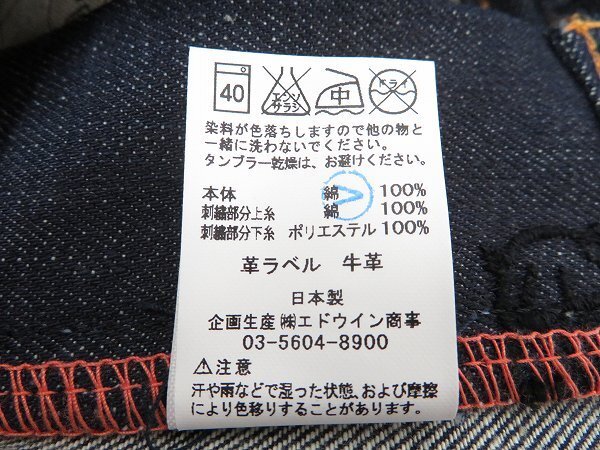 40 エンソ サラシ 中 ドライ
染料が色落ちしますので他の物と
一緒に洗わないでください。
タンブラー乾燥は、お避けください。
本体 綿 100%
刺繍部分上糸 綿 100%
刺繍部分下糸 ポリエステル 100%
革ラベル 牛革
日本製
企画生産 ㈱エドウイン商事
03-5604-8900
⚠注意
汗や雨などで湿った状態、および摩擦
により色移りすることがあります。